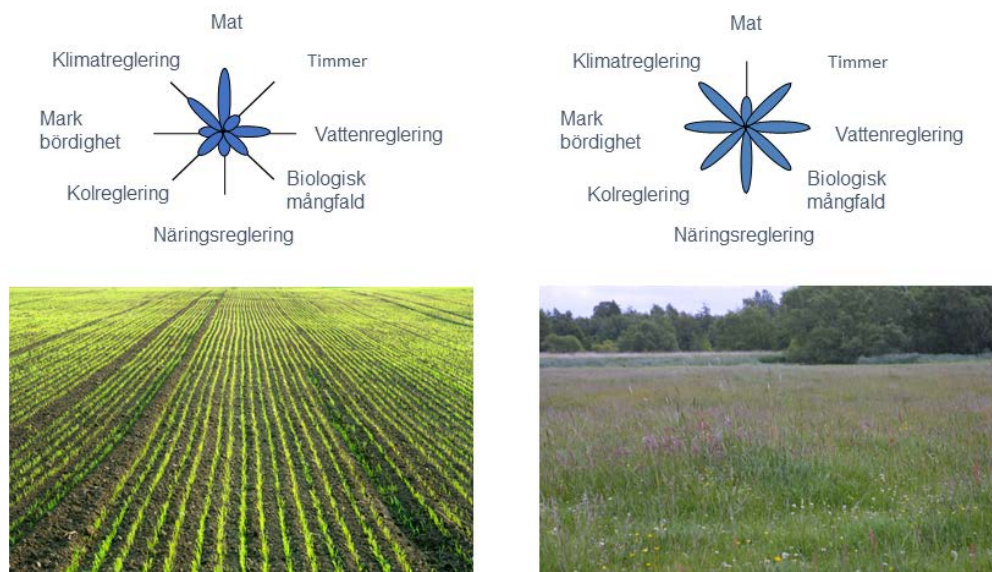 Mat
Klimatreglering
Timmer
Mark
bördighet
Vattenreglering
Kolreglering
Biologisk
mångfald
Näringsreglering
Mat
Klimatreglering
Timmer
Mark
bördighet
Vattenreglering
Kolreglering
Biologisk
mångfald
Näringsreglering